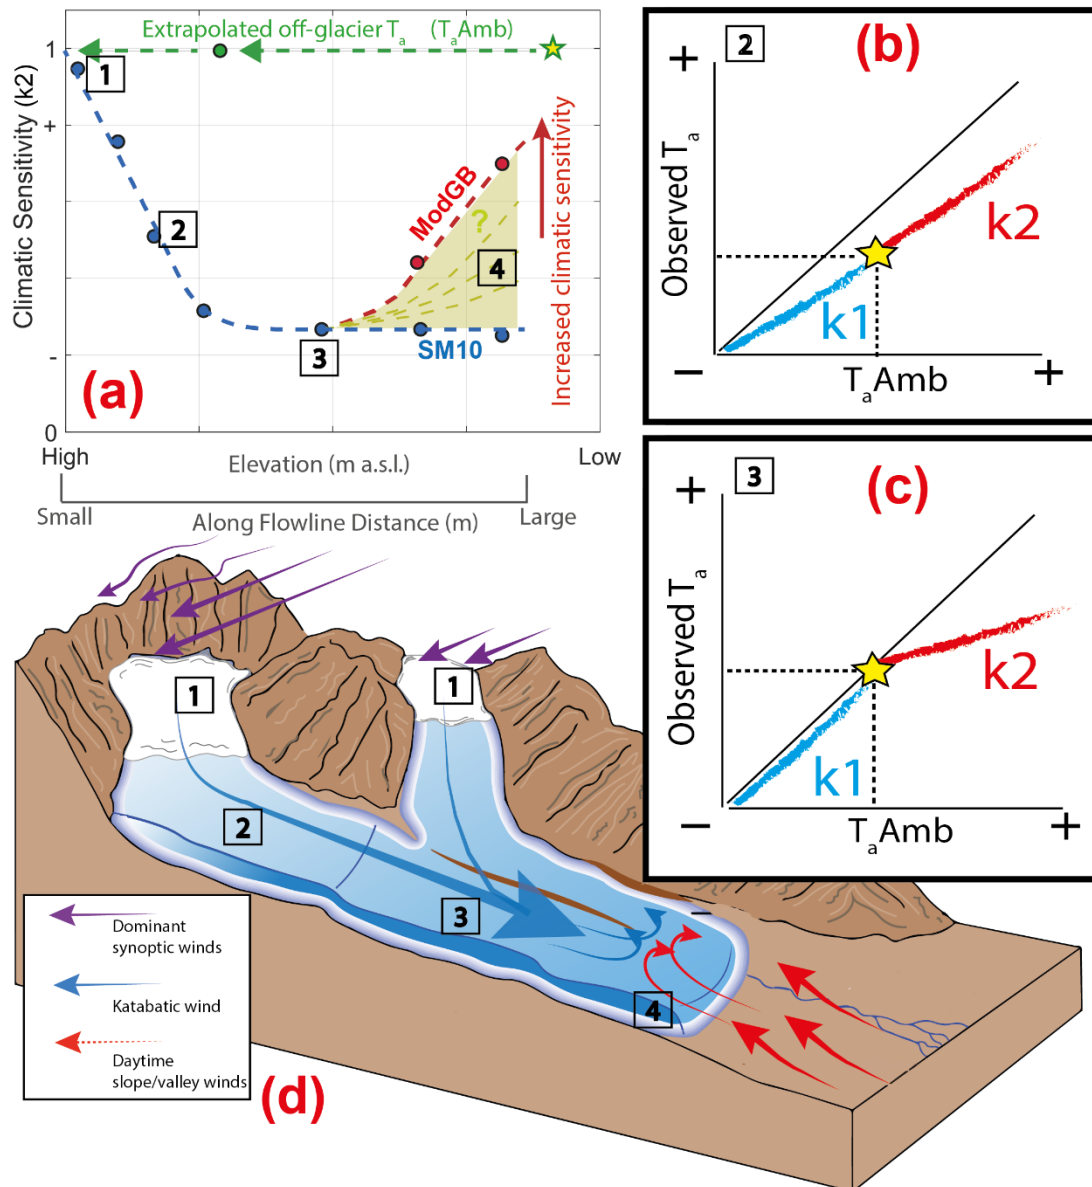 Extrapolated off-glacier Ta (TaAmb)
1
+
-
0
Climatic Sensitivity (k2)
1
2
3
4
?
ModGB
SM10
Increased climatic sensitivity
(a)
High
Elevation (m a.s.l.)
Low
Small
Along Flowline Distance (m)
Large
2
(b)
+
Observed Ta
k1
k2
−
TaAmb
+
3
(c)
+
Observed Ta
k1
k2
−
TaAmb
+
1
1
2
3
4
Dominant
synoptic winds
Katabatic wind
Daytime
slope/valley winds
(d)